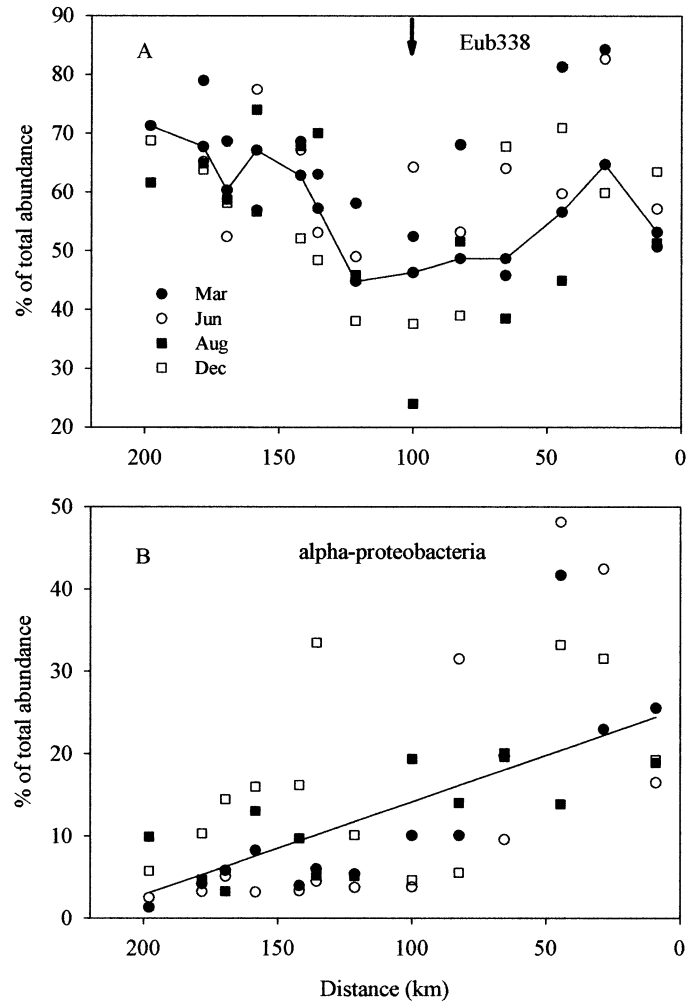 90
80
70
60
50
40
30
20
% of total abundance
A
Eub338
Mar
Jun
Aug
Dec
200
150
100
50
0
50
40
30
20
10
0
% of total abundance
B
alpha-proteobacteria
200
150
100
50
0
Distance (km)